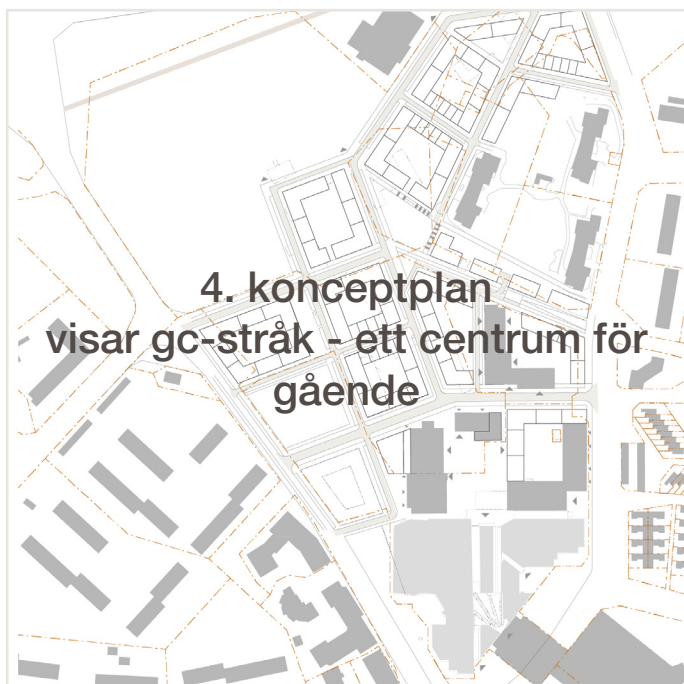 4. konceptplan
visar gc-stråk - ett centrum för
gående